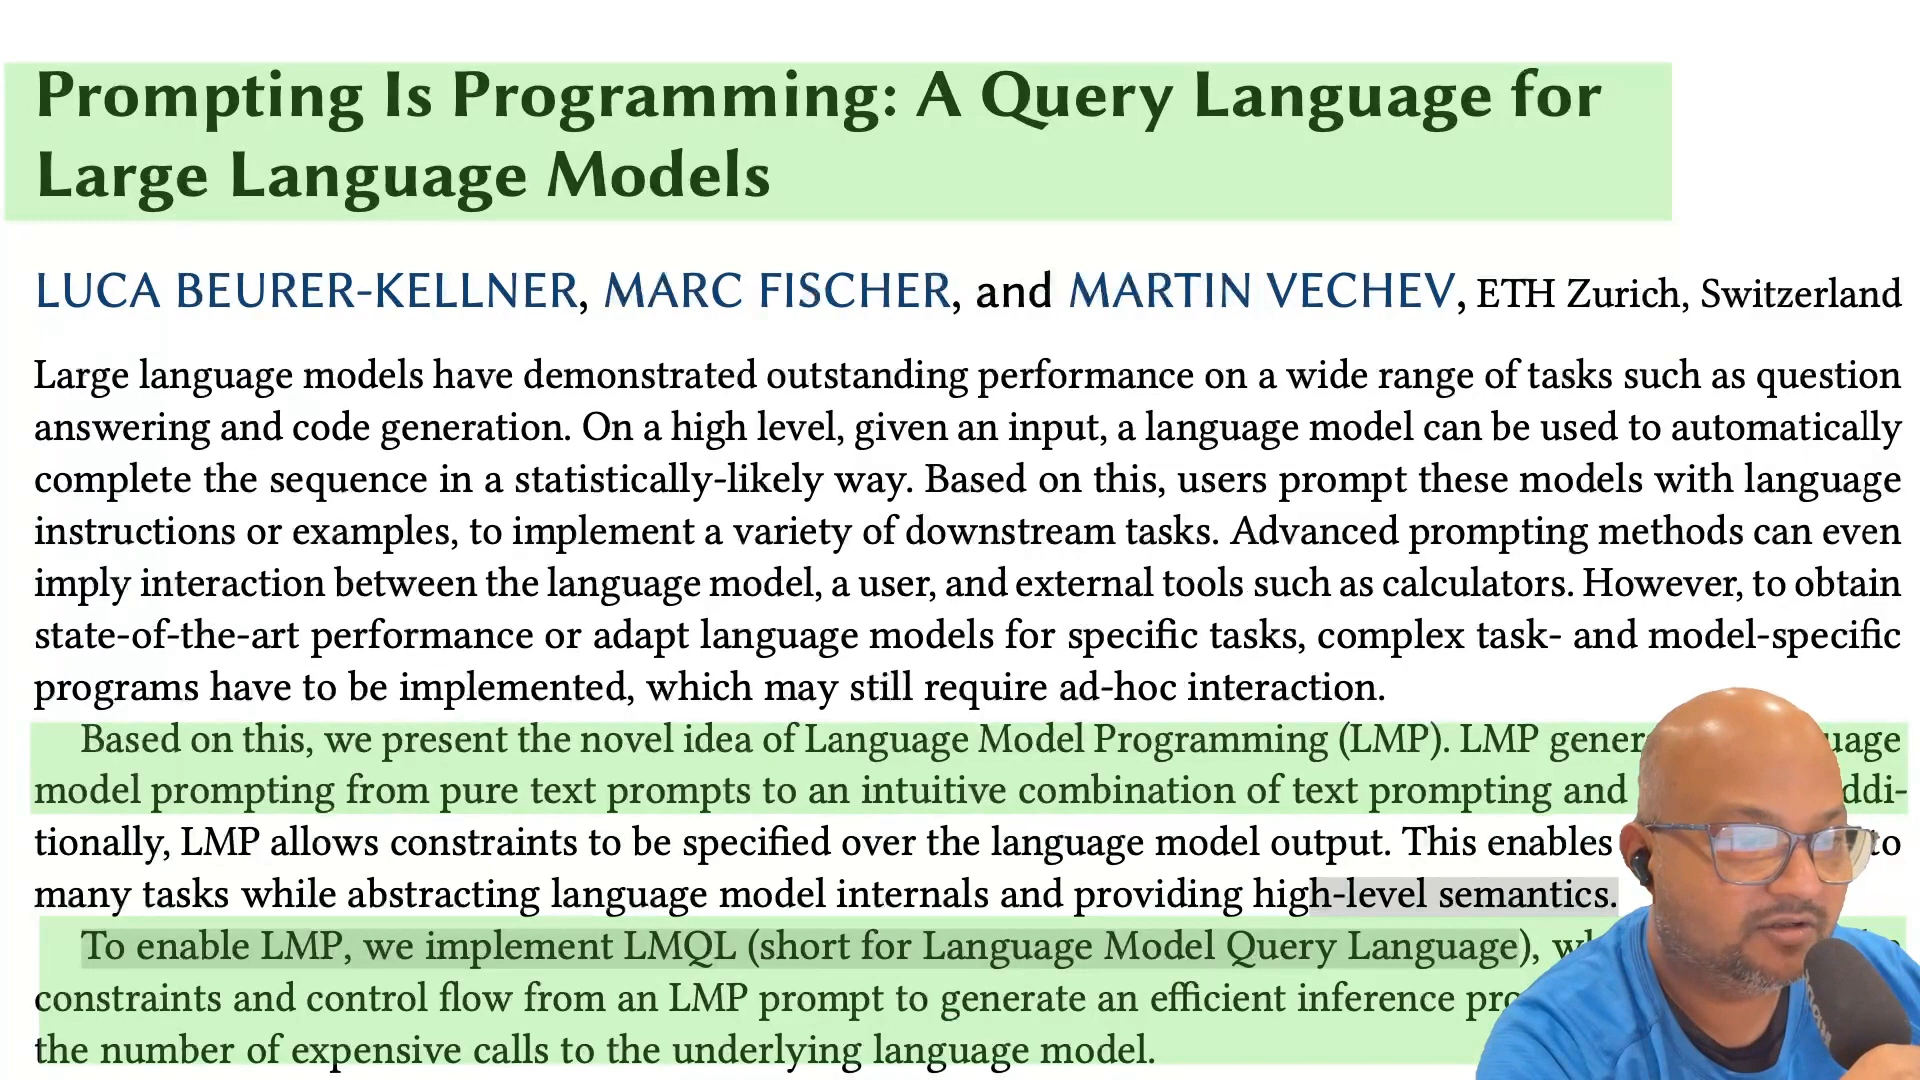 Prompting Is Programming: A Query Language for
Large Language Models
LUCA BEURER-KELLNER, MARC FISCHER, and MARTIN VECHEV, ETH Zurich, Switzerland
Large language models have demonstrated outstanding performance on a wide range of tasks such as question
answering and code generation. On a high level, given an input, a language model can be used to automatically
complete the sequence in a statistically-likely way. Based on this, users prompt these models with language
instructions or examples, to implement a variety of downstream tasks. Advanced prompting methods can even
imply interaction between the language model, a user, and external tools such as calculators. However, to obtain
state-of-the-art performance or adapt language models for specific tasks, complex task- and model-specific
programs have to be implemented, which may still require ad-hoc interaction.
Based on this, we present the novel idea of Language Model Programming (LMP). LMP
model prompting from pure text prompts to an intuitive combination of text prompting and
tionally, LMP allows constraints to be specified over the language model output. This enables to
many tasks while abstracting language model internals and providing high-level semantics.
To enable LMP, we implement LMQL (short for Language Model Query Language),
constraints and control flow from an LMP prompt to generate an efficient inference
the number of expensive calls to the underlying language model.